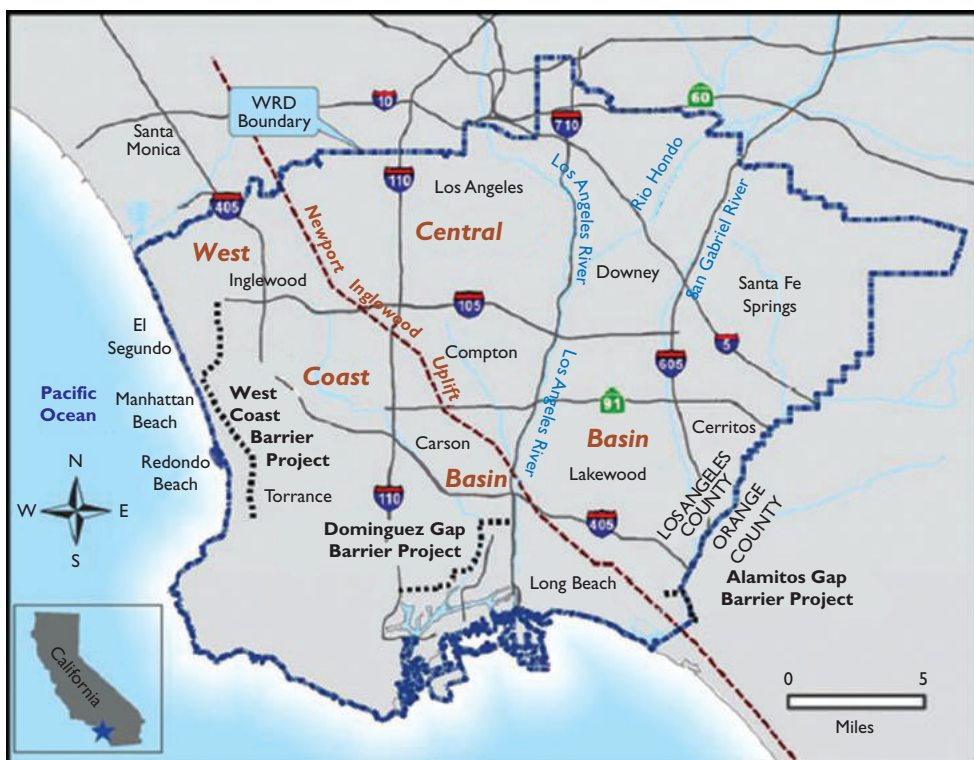 WRD
Boundary
10
60
710
Santa
Monica
110
Los Angeles
Los Angeles River
Rio Hondo
San Gabriel River
405
Newport Inglewood Uplift
Central
West
Inglewood
Downey
Santa Fe
Springs
105
El
Segundo
Compton
5
605
Los Angeles River
Pacific
Ocean
Coast
Manhattan
Beach
West
Coast
Barrier
Project
91
Cerritos
Carson
Basin
Redondo
Beach
Basin
Lakewood
N
W
E
S
Torrance
110
405
LOS ANGELES
COUNTY
ORANGE
COUNTY
Dominguez Gap
Barrier Project
Long Beach
Alamitos Gap
Barrier Project
California
0
5
Miles